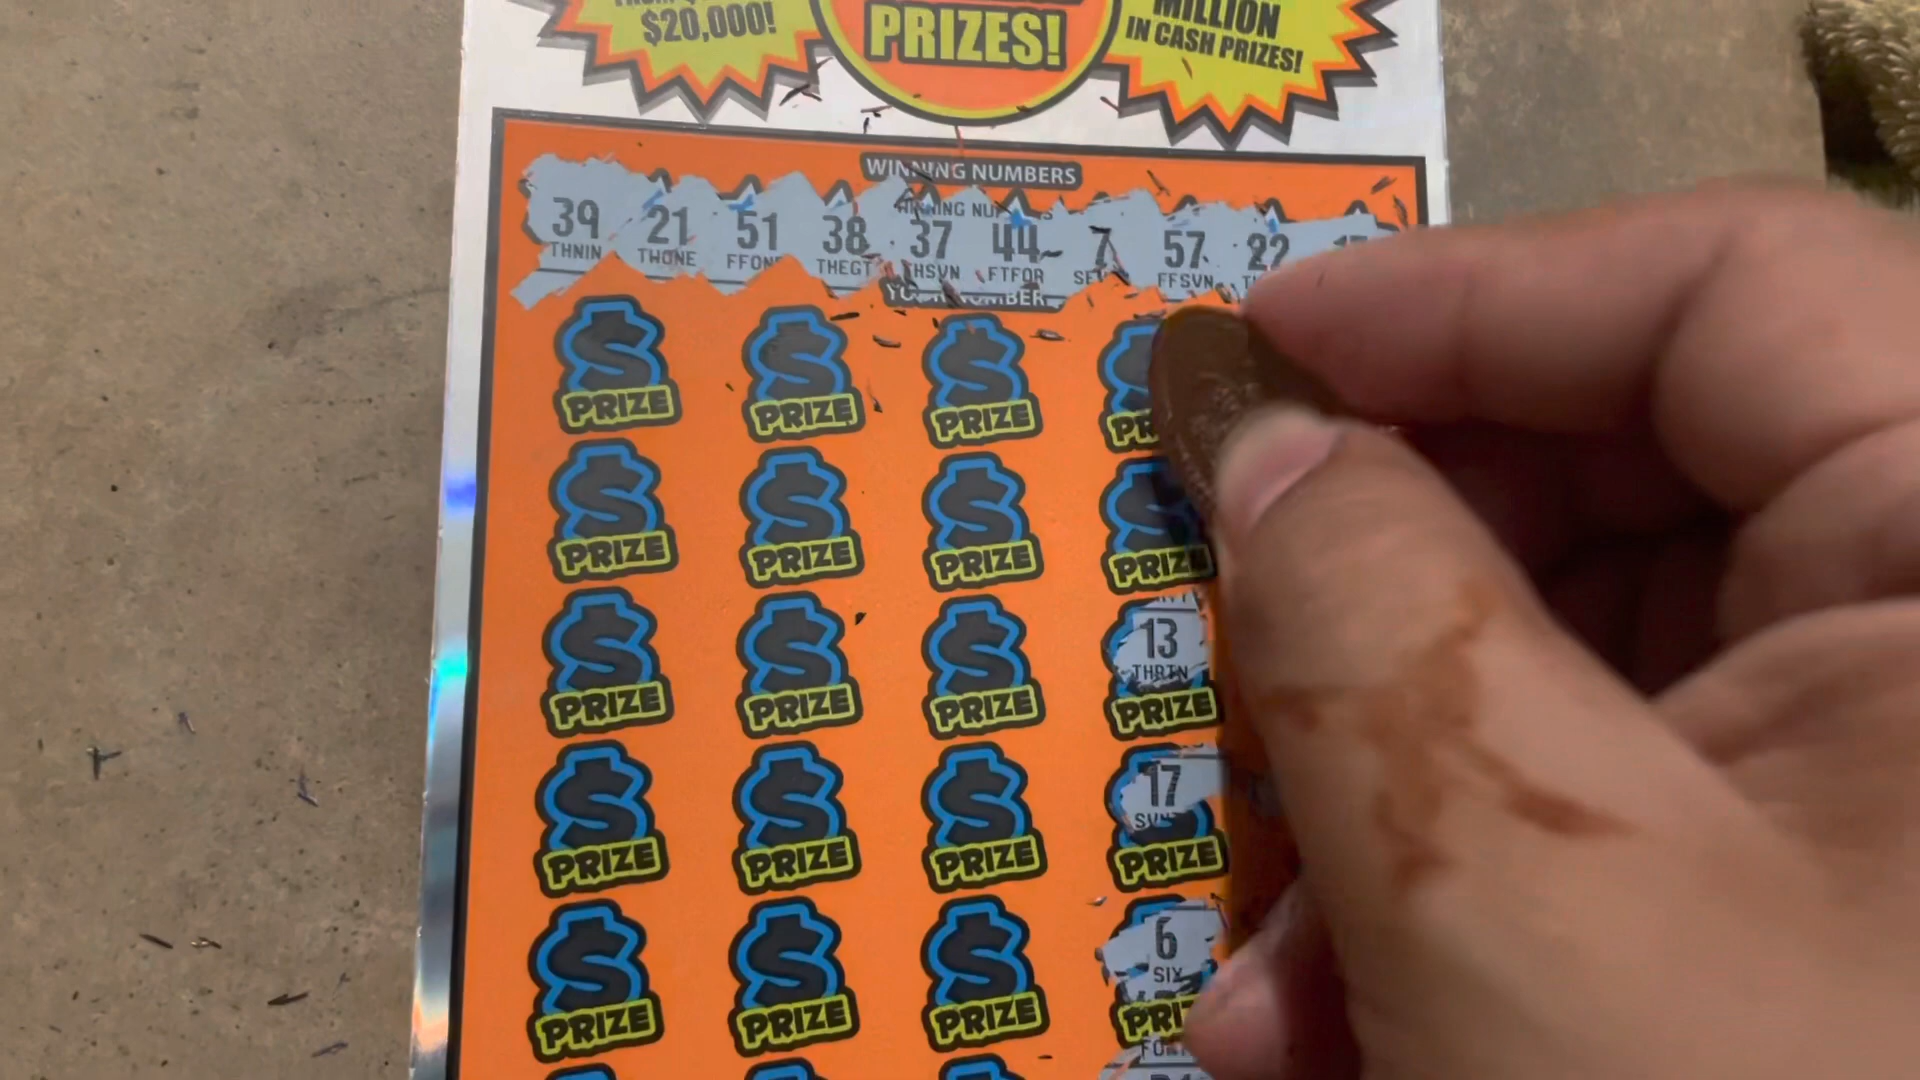 $20,000!
PRIZES!
MILLION
IN CASH PRIZES!
WINNING NUMBERS
39 21 51 38 37 44 7 57 22
THNIN THONE FFONE THEGT THSVN FTFOR FFSVN
PRIZE PRIZE PRIZE
PRIZE PRIZE PRIZE PRIZE
13
THRTN
PRIZE PRIZE PRIZE PRIZE
17
PRIZE PRIZE PRIZE PRIZE
6
SIX
PRIZE PRIZE PRIZE